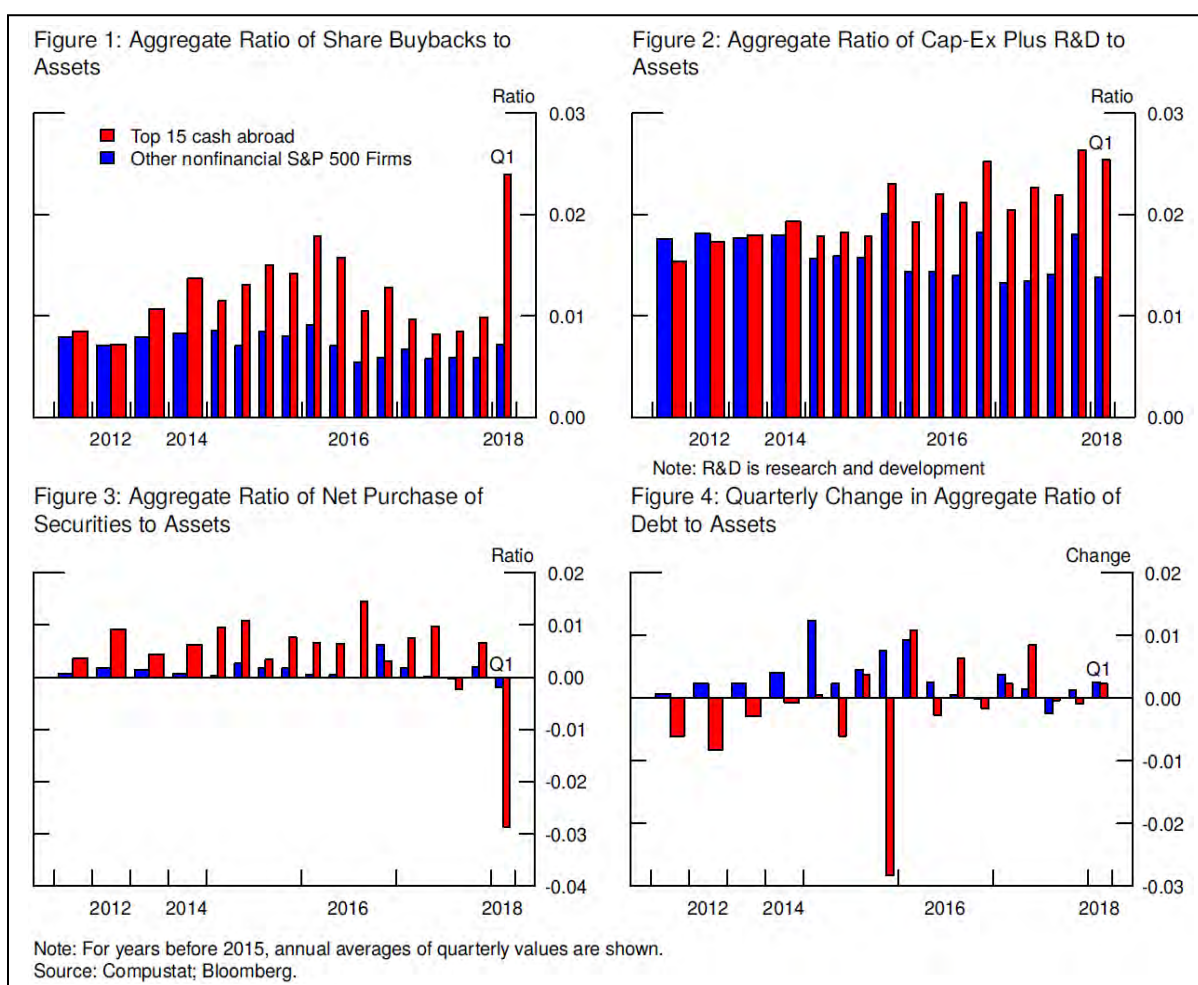 Figure 1: Aggregate Ratio of Share Buybacks to
Assets
Ratio
0.03
Top 15 cash abroad
Other nonfinancial S&P 500 Firms
Q1
0.02
0.01
0.00
2012 2014 2016 2018
Figure 2: Aggregate Ratio of Cap-Ex Plus R&D to
Assets
Ratio
0.03
Q1
0.02
0.01
0.00
2012 2014 2016 2018
Note: R&D is research and development
Figure 3: Aggregate Ratio of Net Purchase of
Securities to Assets
Ratio
0.02
0.01
Q1
0.00
-0.01
-0.02
-0.03
-0.04
2012 2014 2016 2018
Figure 4: Quarterly Change in Aggregate Ratio of
Debt to Assets
Change
0.02
0.01
Q1
0.00
-0.01
-0.02
-0.03
2012 2014 2016 2018
Note: For years before 2015, annual averages of quarterly values are shown.
Source: Compustat; Bloomberg.